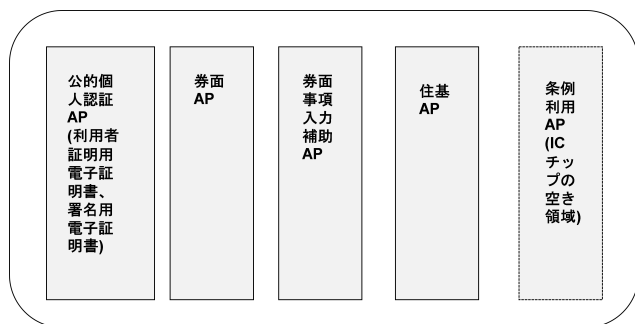 公的個
人認証
AP
(利用者
証明用
電子証
明書、
署名用
電子証
明書)
券面
AP
券面
事項
入力
補助
AP
住基
AP
条例
利用
AP
(IC
チッ
プの
空き
領域)